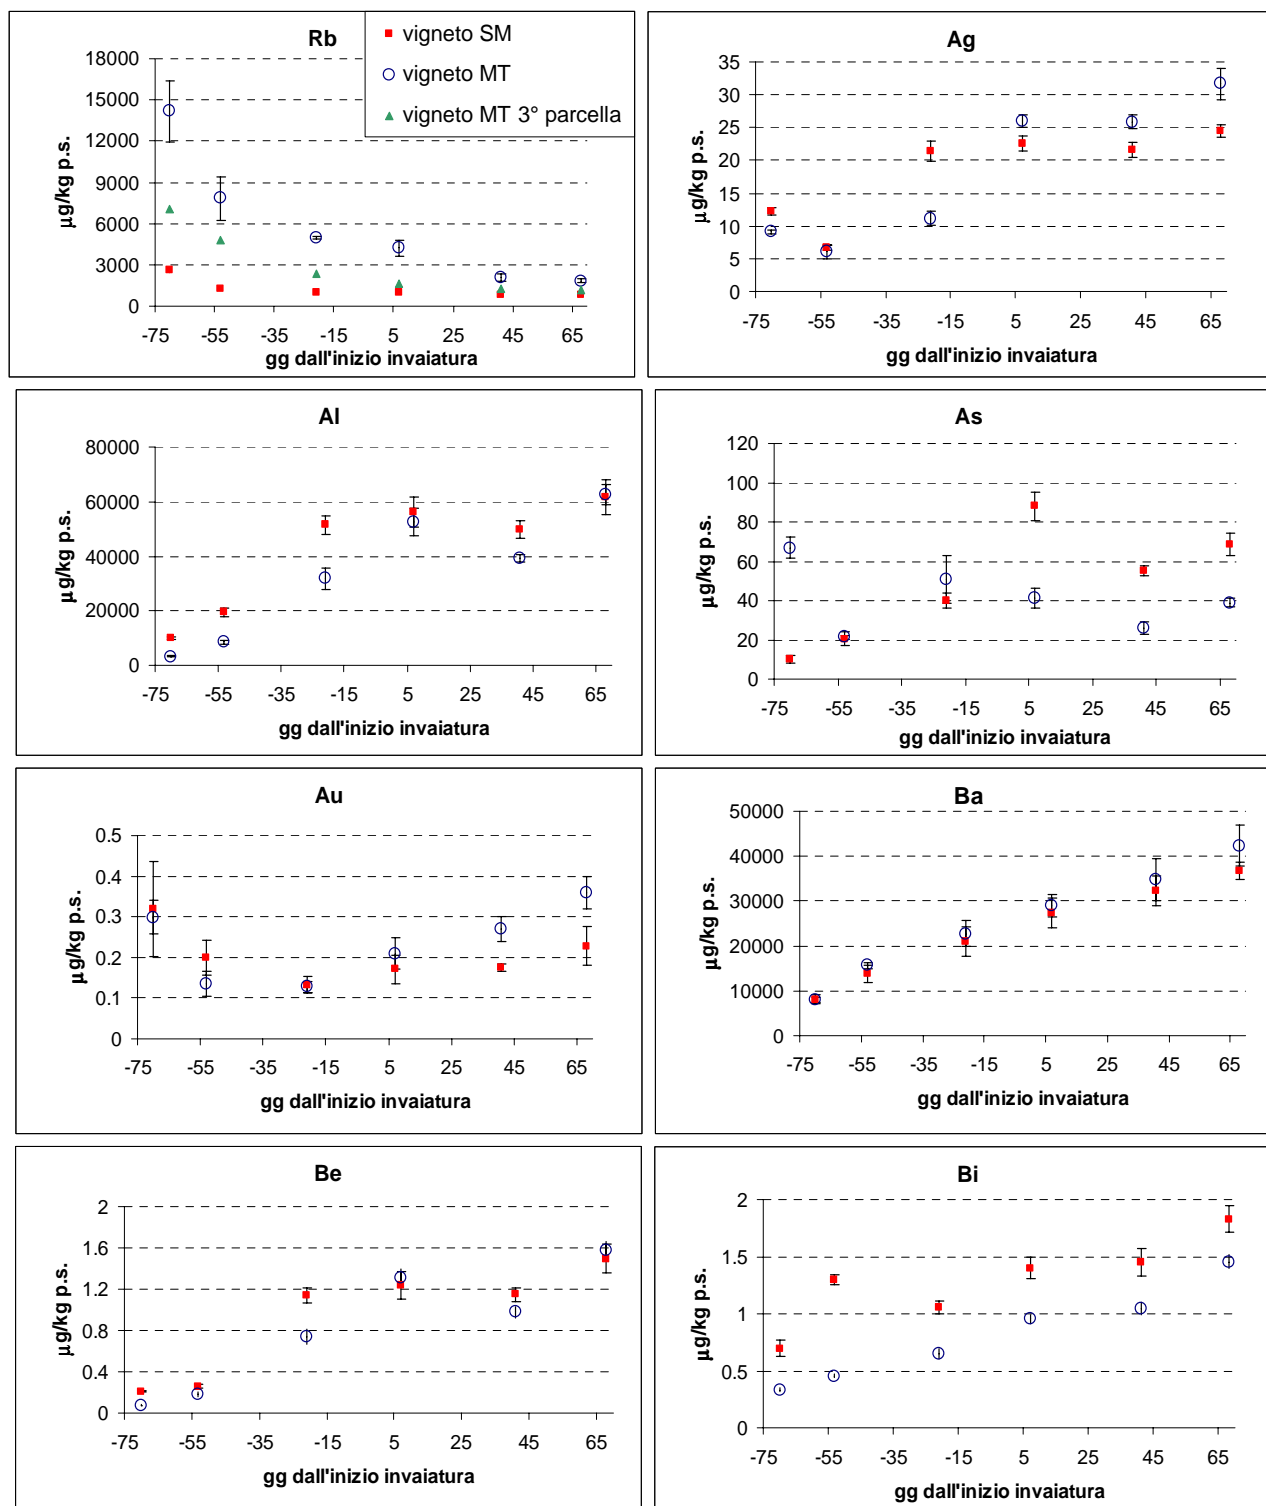 Rb
vigneto SM
vigneto MT
vigneto MT 3° parcella
18000
15000
12000
9000
6000
3000
0
µg/kg p.s.
-75 -55 -35 -15 5 25 45 65
gg dall'inizio invaiatura
Ag
35
30
25
20
15
10
5
0
µg/kg p.s.
-75 -55 -35 -15 5 25 45 65
gg dall'inizio invaiatura
Al
80000
60000
40000
20000
0
µg/kg p.s.
-75 -55 -35 -15 5 25 45 65
gg dall'inizio invaiatura
As
120
100
80
60
40
20
0
µg/kg p.s.
-75 -55 -35 -15 5 25 45 65
gg dall'inizio invaiatura
Au
0.5
0.4
0.3
0.2
0.1
0
µg/kg p.s.
-75 -55 -35 -15 5 25 45 65
gg dall'inizio invaiatura
Ba
50000
40000
30000
20000
10000
0
µg/kg p.s.
-75 -55 -35 -15 5 25 45 65
gg dall'inizio invaiatura
Be
2
1.6
1.2
0.8
0.4
0
µg/kg p.s.
-75 -55 -35 -15 5 25 45 65
gg dall'inizio invaiatura
Bi
2
1.5
1
0.5
0
µg/kg p.s.
-75 -55 -35 -15 5 25 45 65
gg dall'inizio invaiatura